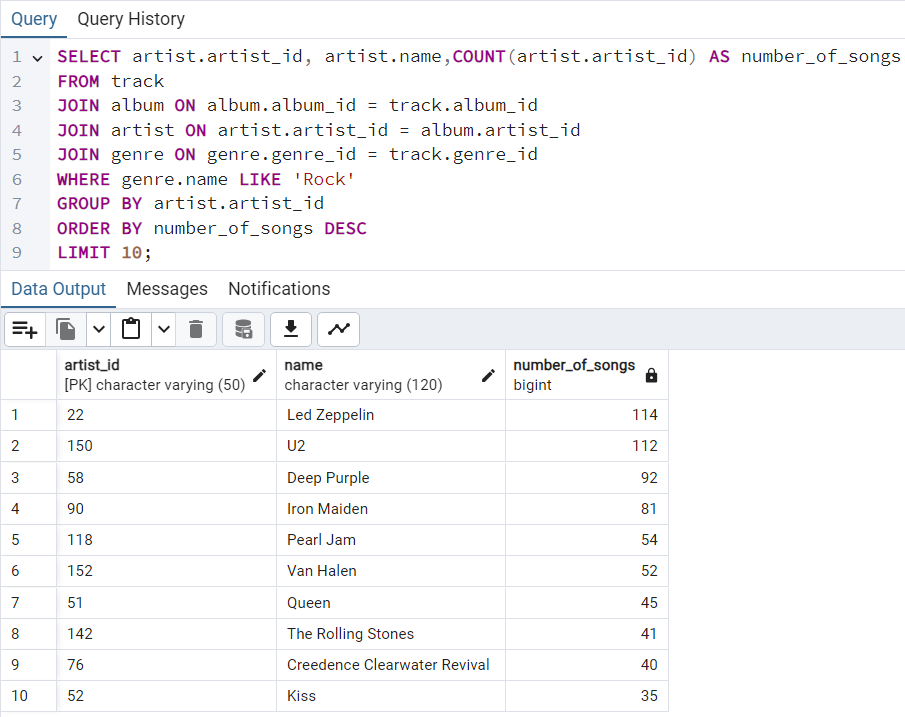 Query Query History
1 SELECT artist.artist_id, artist.name,COUNT(artist.artist_id) AS number_of_songs
2 FROM track
3 JOIN album ON album.album_id = track.album_id
4 JOIN artist ON artist.artist_id = album.artist_id
5 JOIN genre ON genre.genre_id = track.genre_id
6 WHERE genre.name LIKE 'Rock'
7 GROUP BY artist.artist_id
8 ORDER BY number_of_songs DESC
9 LIMIT 10;
Data Output Messages Notifications
artist_id name number_of_songs
[PK] character varying (50) character varying (120) bigint
1 22 Led Zeppelin 114
2 150 U2 112
3 58 Deep Purple 92
4 90 Iron Maiden 81
5 118 Pearl Jam 54
6 152 Van Halen 52
7 51 Queen 45
8 142 The Rolling Stones 41
9 76 Creedence Clearwater Revival 40
10 52 Kiss 35